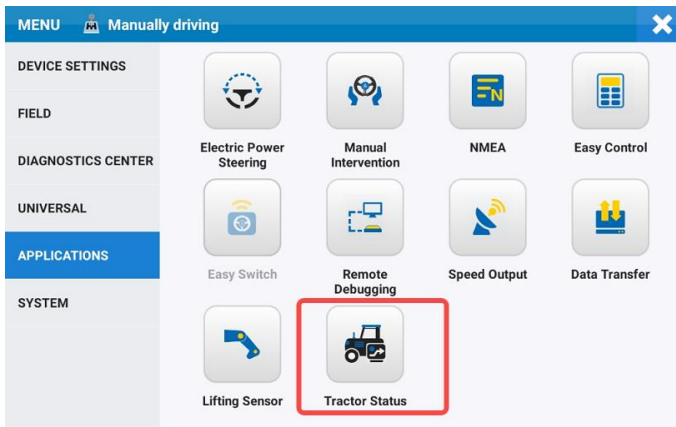 MENU Manually driving
DEVICE SETTINGS
FIELD
DIAGNOSTICS CENTER
UNIVERSAL
APPLICATIONS
SYSTEM
Electric Power
Steering
Manual
Intervention
N
NMEA
Easy Control
Easy Switch
Remote
Debugging
Speed Output
Data Transfer
Lifting Sensor
Tractor Status